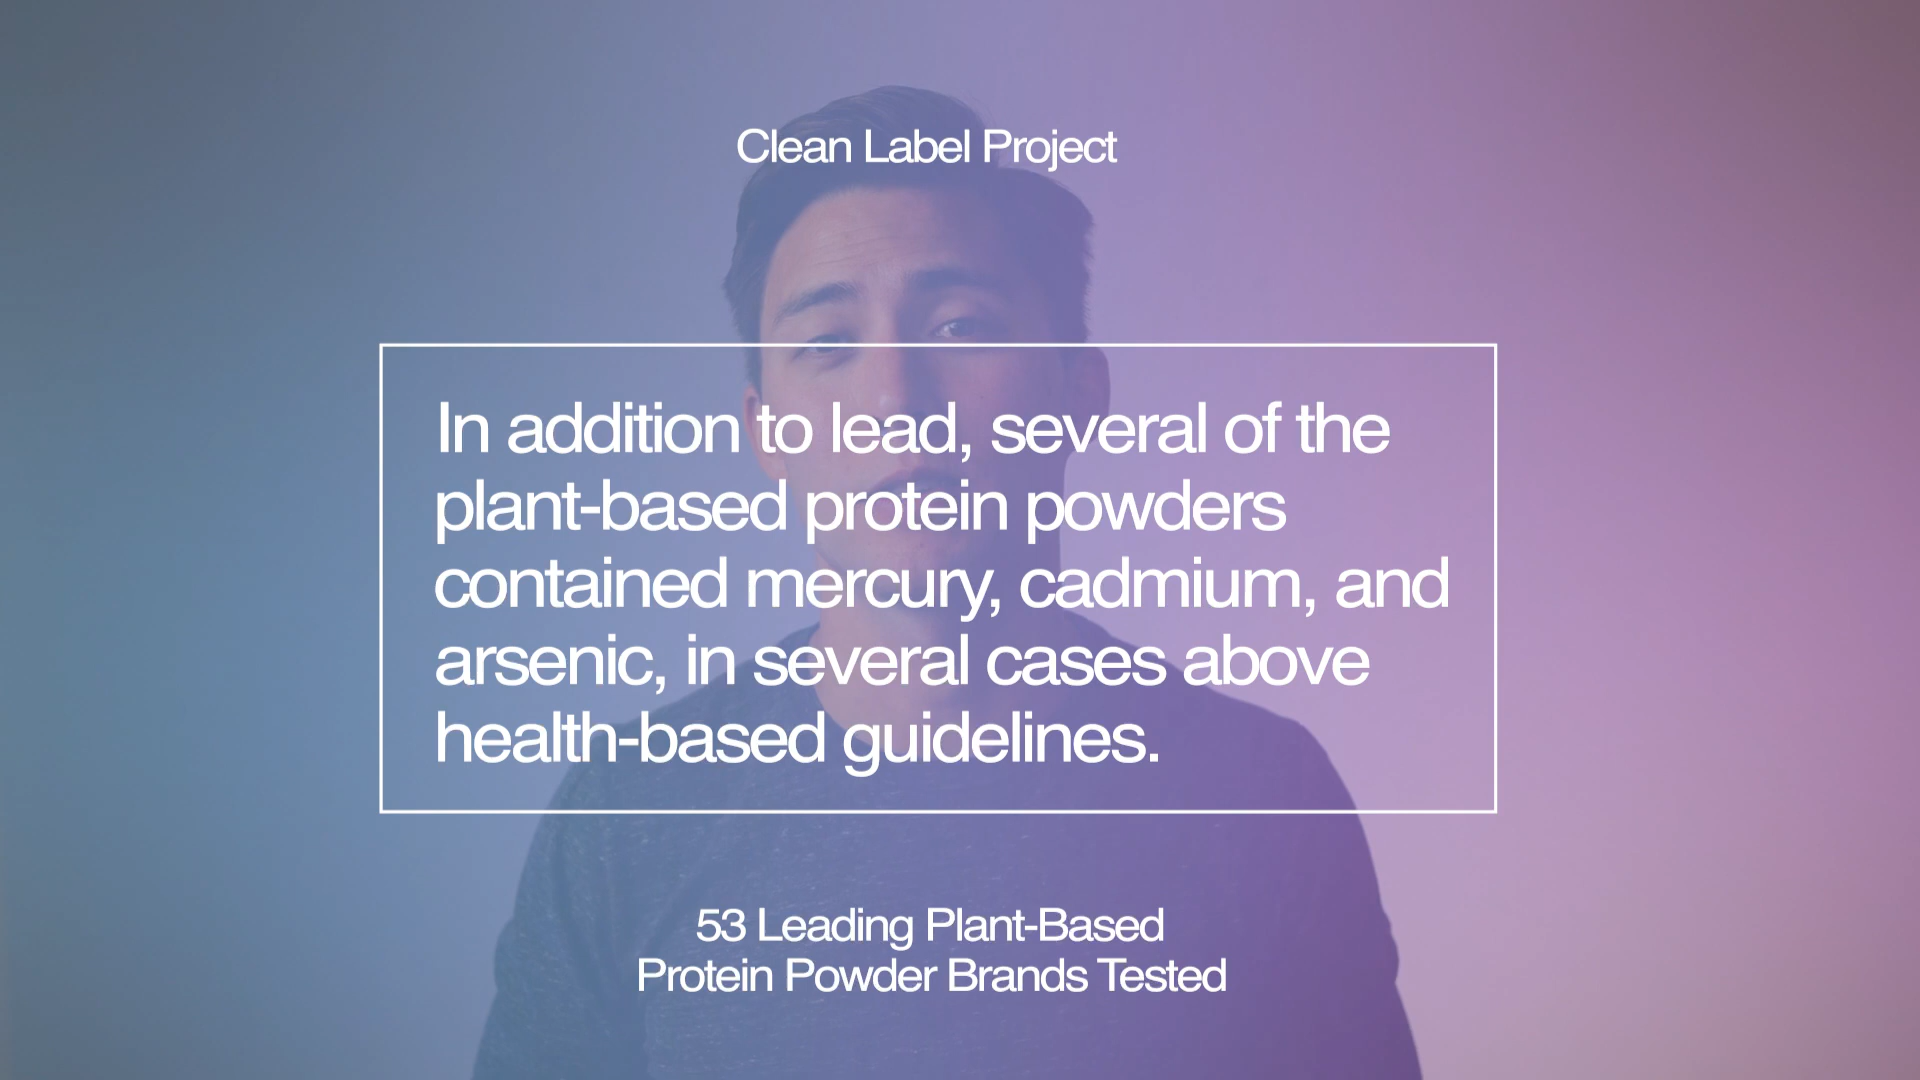 Clean Label Project
In addition to lead, several of the
plant-based protein powders
contained mercury, cadmium, and
arsenic, in several cases above
health-based guidelines.
53 Leading Plant-Based
Protein Powder Brands Tested